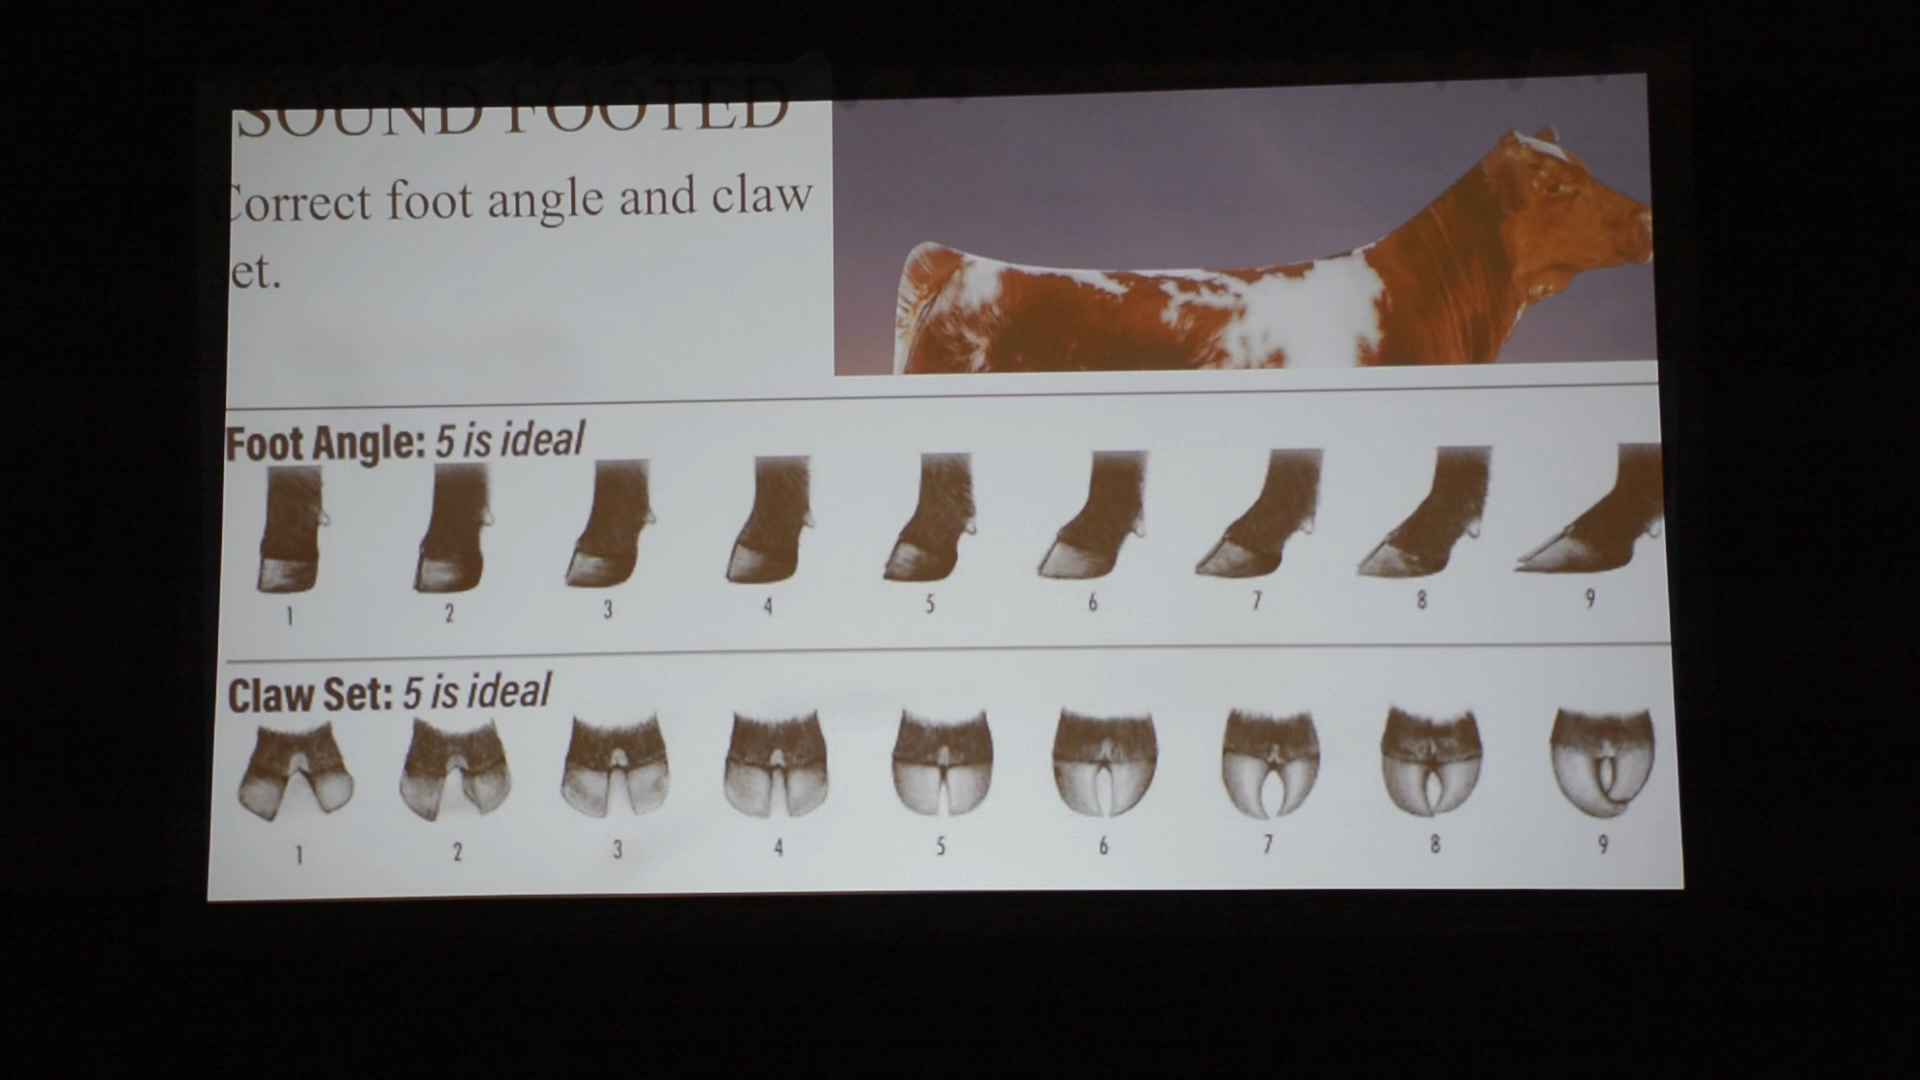 SOUND FOOTED
Correct foot angle and claw
et.
Foot Angle: 5 is ideal
1 2 3 4 5 6 7 8 9
Claw Set: 5 is ideal
1 2 3 4 5 6 7 8 9